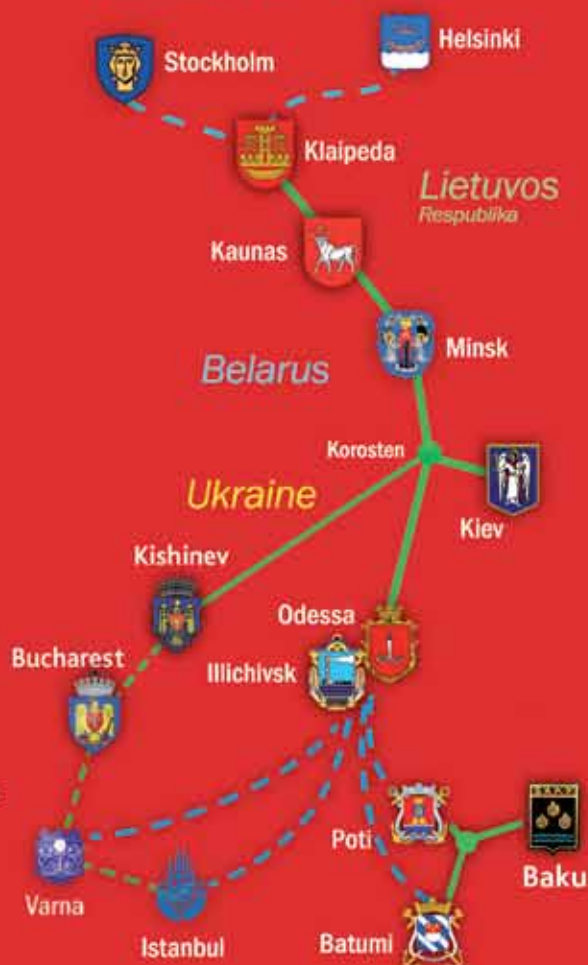 Helsinki
Stockholm
Klaipeda
Lietuvos
Respublika
Kaunas
Minsk
Belarus
Korosten
Ukraine
Kiev
Kishinev
Odessa
Bucharest
Illichivsk
Poti
Baku
Varna
Istanbul
Batumi